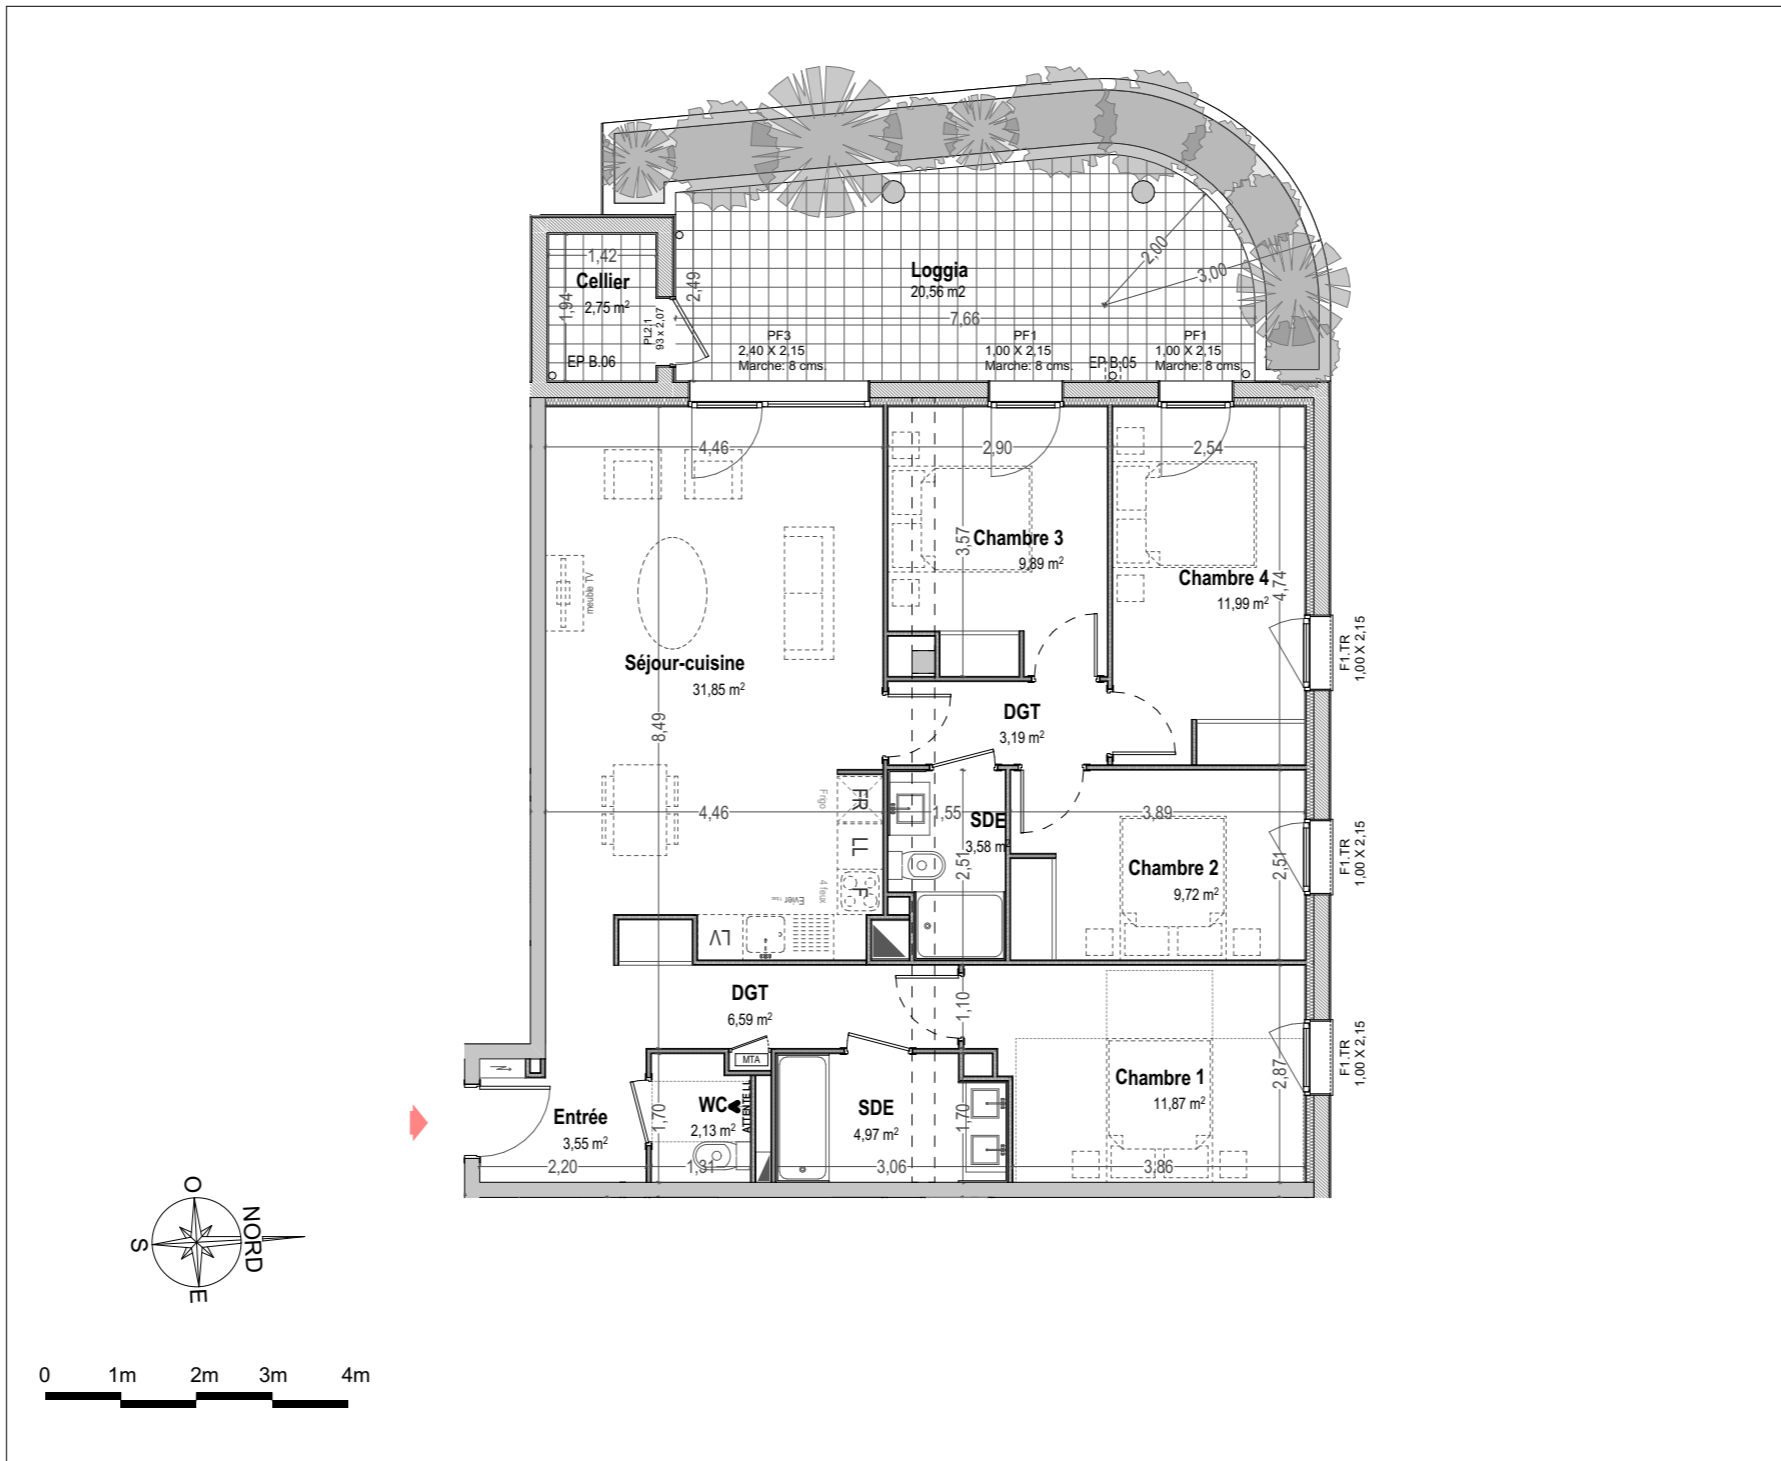 Loggia
20,56 m2
2,00
3,00
7,66
1,42
Cellier
2,75 m²
1,94
2,49
PL2.1
93 x 2,07
EP B.06
PF3
2,40 X 2,15
Marche: 8 cms.
PF1
1,00 X 2,15
Marche: 8 cms.
EP B.05
PF1
1,00 X 2,15
Marche: 8 cms.
4,46
2,90
2,54
Chambre 3
9,89 m²
3,57
Chambre 4
11,99 m²
4,74
meuble TV
Séjour-cuisine
31,85 m²
8,49
F1.TR
1,00 X 2,15
DGT
3,19 m²
4,46
Frigo
FR
LL
F
4 feux
Evier
LV
1,55
SDE
3,58 m²
2,51
3,89
Chambre 2
9,72 m²
2,51
F1.TR
1,00 X 2,15
DGT
6,59 m²
1,10
MTA
Chambre 1
11,87 m²
2,87
F1.TR
1,00 X 2,15
Entrée
3,55 m²
2,20
WC
2,13 m²
1,70
1,31
ATTENTE LL
SDE
4,97 m²
1,70
3,06
3,86
O
NORD
S
E
0 1m 2m 3m 4m